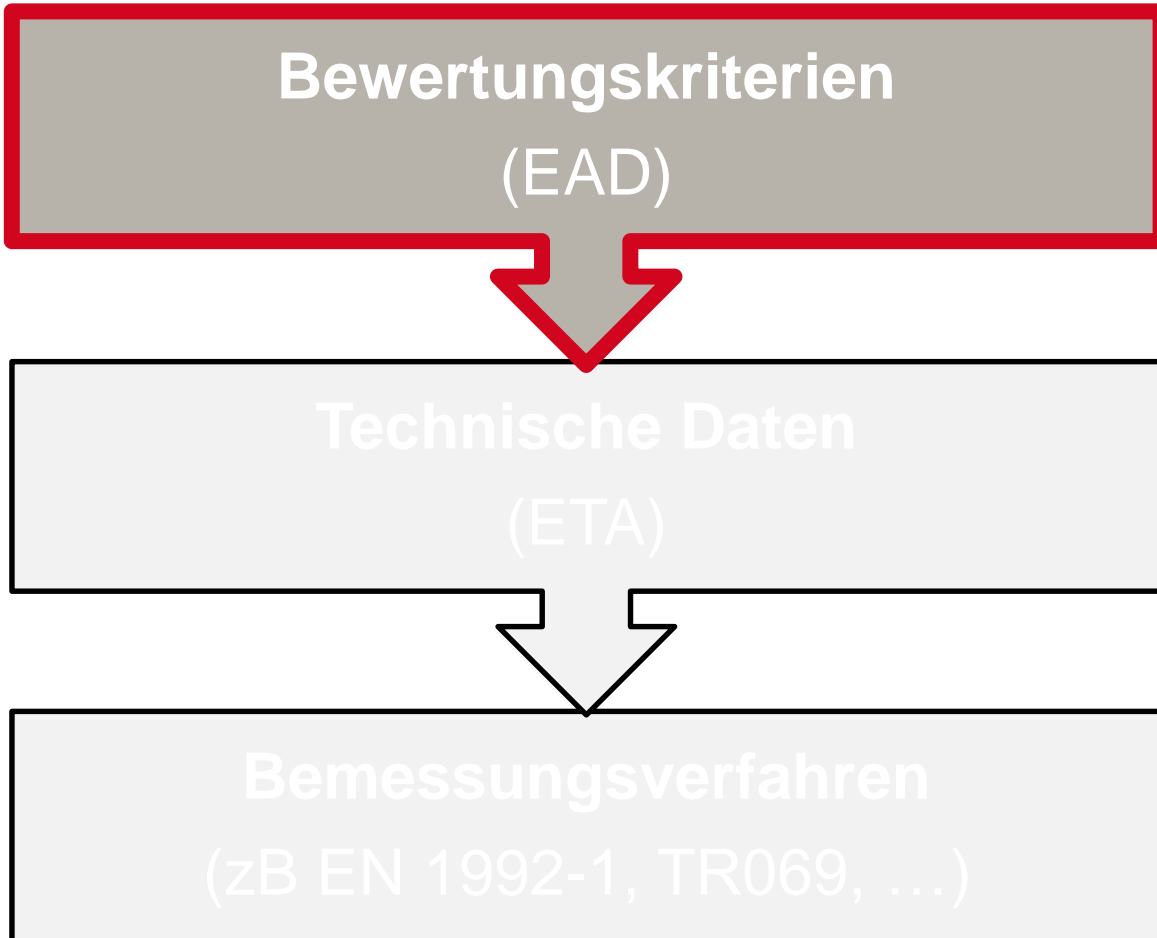 Bewertungskriterien
(EAD)
Technische Daten
(ETA)
Bemessungsverfahren
(zB EN 1992-1, TR069, …)